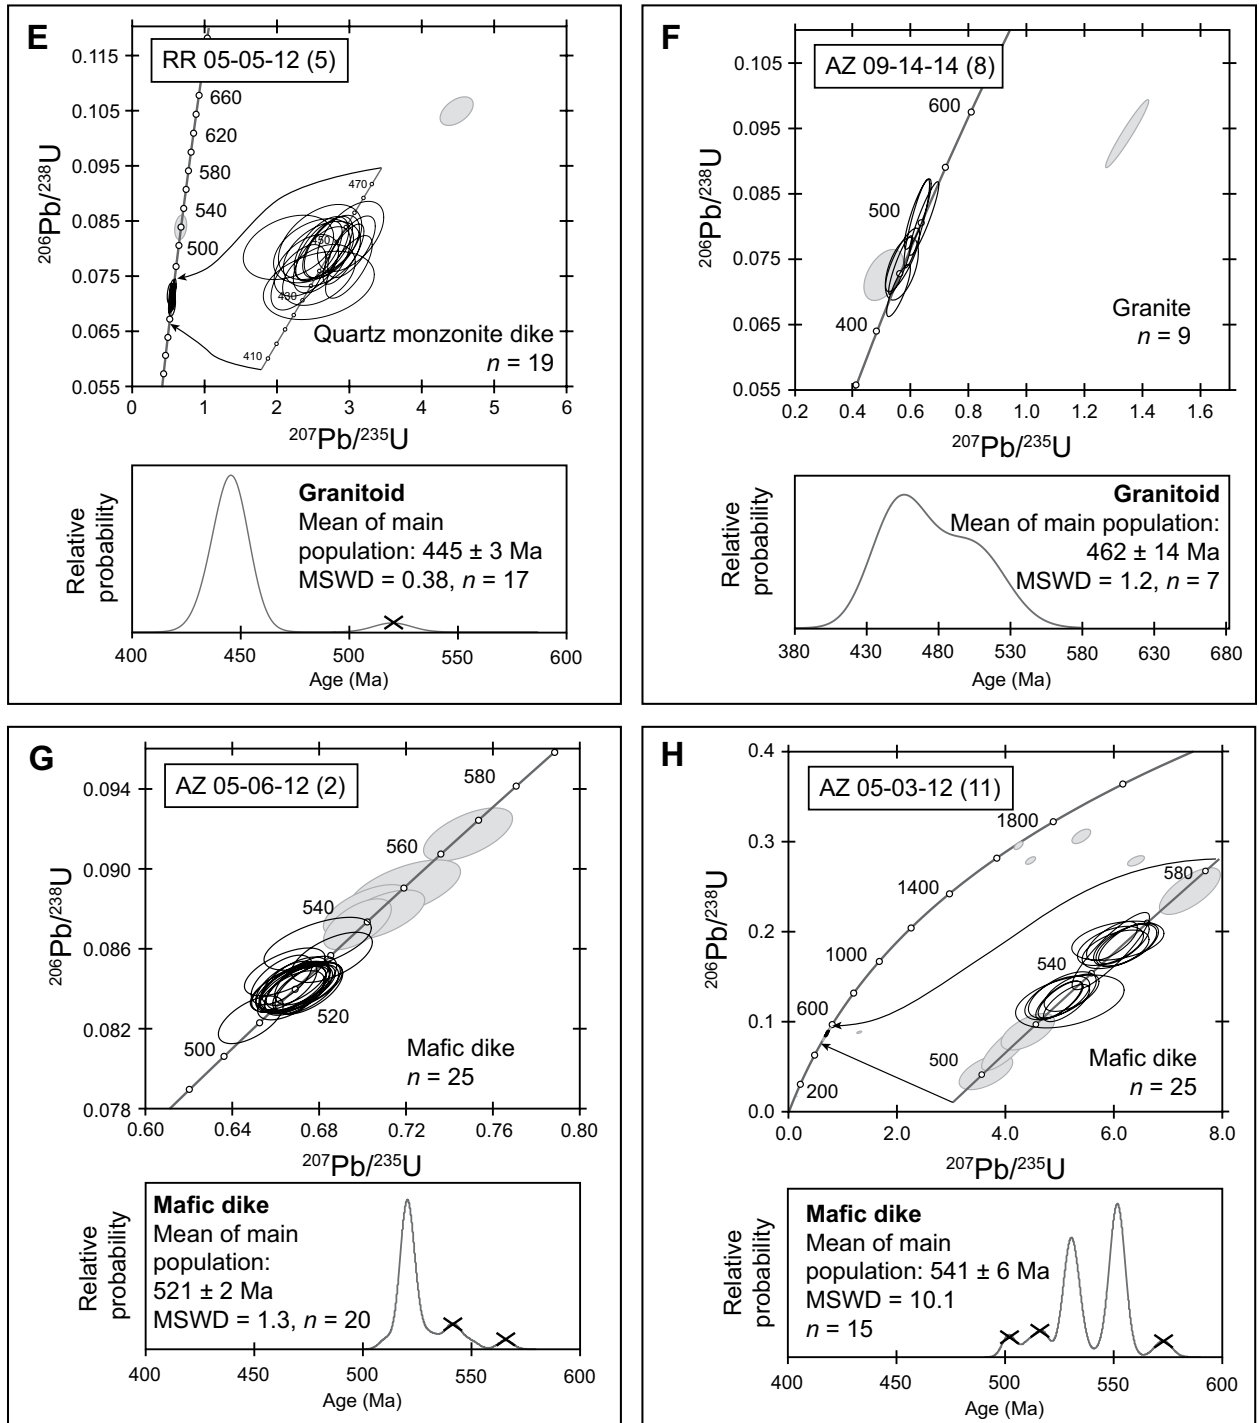 E
RR 05-05-12 (5)
0.115
0.105
0.095
0.085
0.075
0.065
0.055
206Pb/238U
660
620
580
540
500
470
450
430
410
Quartz monzonite dike
n = 19
0 1 2 3 4 5 6
207Pb/235U
Relative
probability
Granitoid
Mean of main
population: 445 ± 3 Ma
MSWD = 0.38, n = 17
400 450 500 550 600
Age (Ma)
F
AZ 09-14-14 (8)
0.105
0.095
0.085
0.075
0.065
0.055
206Pb/238U
600
500
400
Granite
n = 9
0.2 0.4 0.6 0.8 1.0 1.2 1.4 1.6
207Pb/235U
Relative
probability
Granitoid
Mean of main population:
462 ± 14 Ma
MSWD = 1.2, n = 7
380 430 480 530 580 630 680
Age (Ma)
G
AZ 05-06-12 (2)
0.094
0.090
0.086
0.082
0.078
206Pb/238U
580
560
540
520
500
Mafic dike
n = 25
0.60 0.64 0.68 0.72 0.76 0.80
207Pb/235U
Relative
probability
Mafic dike
Mean of main
population:
521 ± 2 Ma
MSWD = 1.3, n = 20
400 450 500 550 600
Age (Ma)
H
AZ 05-03-12 (11)
0.4
0.3
0.2
0.1
0.0
206Pb/238U
1800
1400
1000
600
200
580
540
500
Mafic dike
n = 25
0.0 2.0 4.0 6.0 8.0
207Pb/235U
Relative
probability
Mafic dike
Mean of main
population: 541 ± 6 Ma
MSWD = 10.1
n = 15
400 450 500 550 600
Age (Ma)